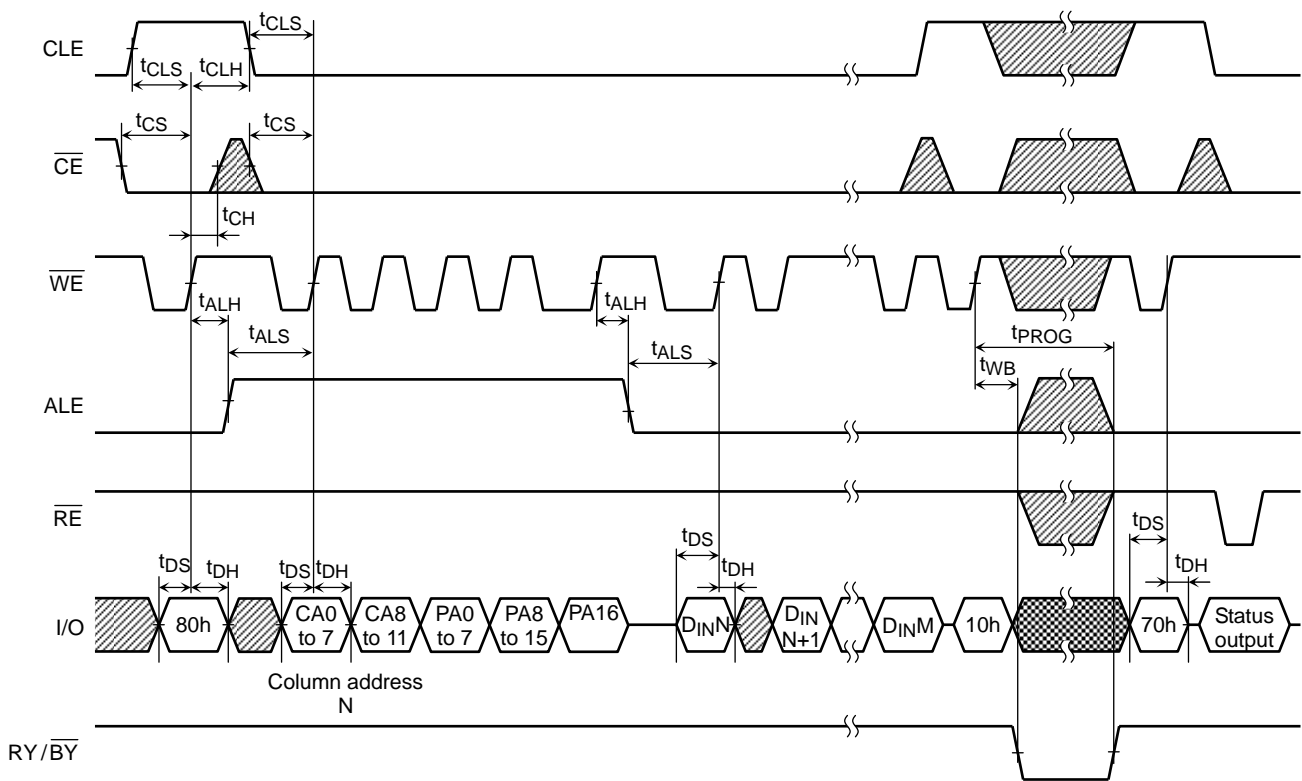 CLE
tCLS
tCLS
tCLH
CE
tCS
tCS
tCH
WE
tALH
tALS
tALH
tALS
tPROG
tWB
ALE
RE
tDS
tDH
tDS
tDH
tDS
tDH
tDS
tDH
I/O
80h
CA0
to 7
CA8
to 11
PA0
to 7
PA8
to 15
PA16
DINN
DIN
N+1
DINM
10h
70h
Status
output
Column address
N
RY/BY